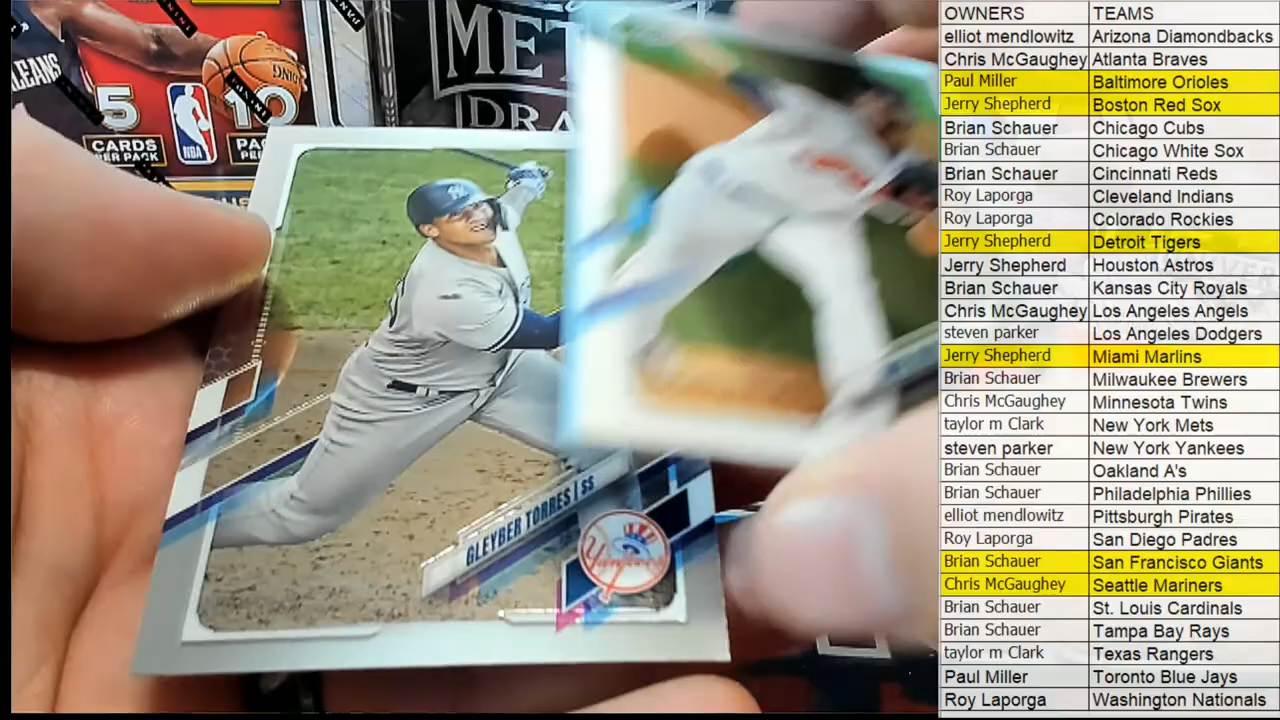 LEANS
5
CARDS
PER PACK
NBA
10
MET
DRA
NY
GLEYBER TORRES | SS
Yankees
OWNERS TEAMS
elliot mendlowitz Arizona Diamondbacks
Chris McGaughey Atlanta Braves
Paul Miller Baltimore Orioles
Jerry Shepherd Boston Red Sox
Brian Schauer Chicago Cubs
Brian Schauer Chicago White Sox
Brian Schauer Cincinnati Reds
Roy Laporga Cleveland Indians
Roy Laporga Colorado Rockies
Jerry Shepherd Detroit Tigers
Jerry Shepherd Houston Astros
Brian Schauer Kansas City Royals
Chris McGaughey Los Angeles Angels
steven parker Los Angeles Dodgers
Jerry Shepherd Miami Marlins
Brian Schauer Milwaukee Brewers
Chris McGaughey Minnesota Twins
taylor m Clark New York Mets
steven parker New York Yankees
Brian Schauer Oakland A's
Brian Schauer Philadelphia Phillies
elliot mendlowitz Pittsburgh Pirates
Roy Laporga San Diego Padres
Brian Schauer San Francisco Giants
Chris McGaughey Seattle Mariners
Brian Schauer St. Louis Cardinals
Brian Schauer Tampa Bay Rays
taylor m Clark Texas Rangers
Paul Miller Toronto Blue Jays
Roy Laporga Washington Nationals